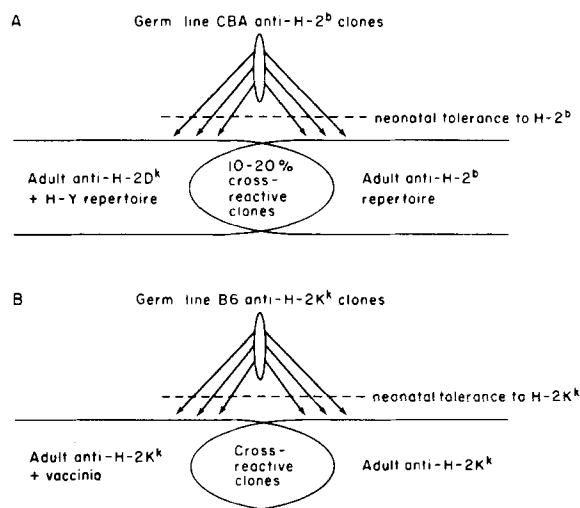 A
Germ line CBA anti-H-2ᵇ clones
neonatal tolerance to H-2ᵇ
Adult anti-H-2Dᵏ
+ H-Y repertoire
10-20%
cross-
reactive
clones
Adult anti-H-2ᵇ
repertoire
B
Germ line B6 anti-H-2Kᵏ clones
neonatal tolerance to H-2Kᵏ
Adult anti-H-2Kᵏ
+ vaccinia
Cross-
reactive
clones
Adult anti-H-2Kᵏ